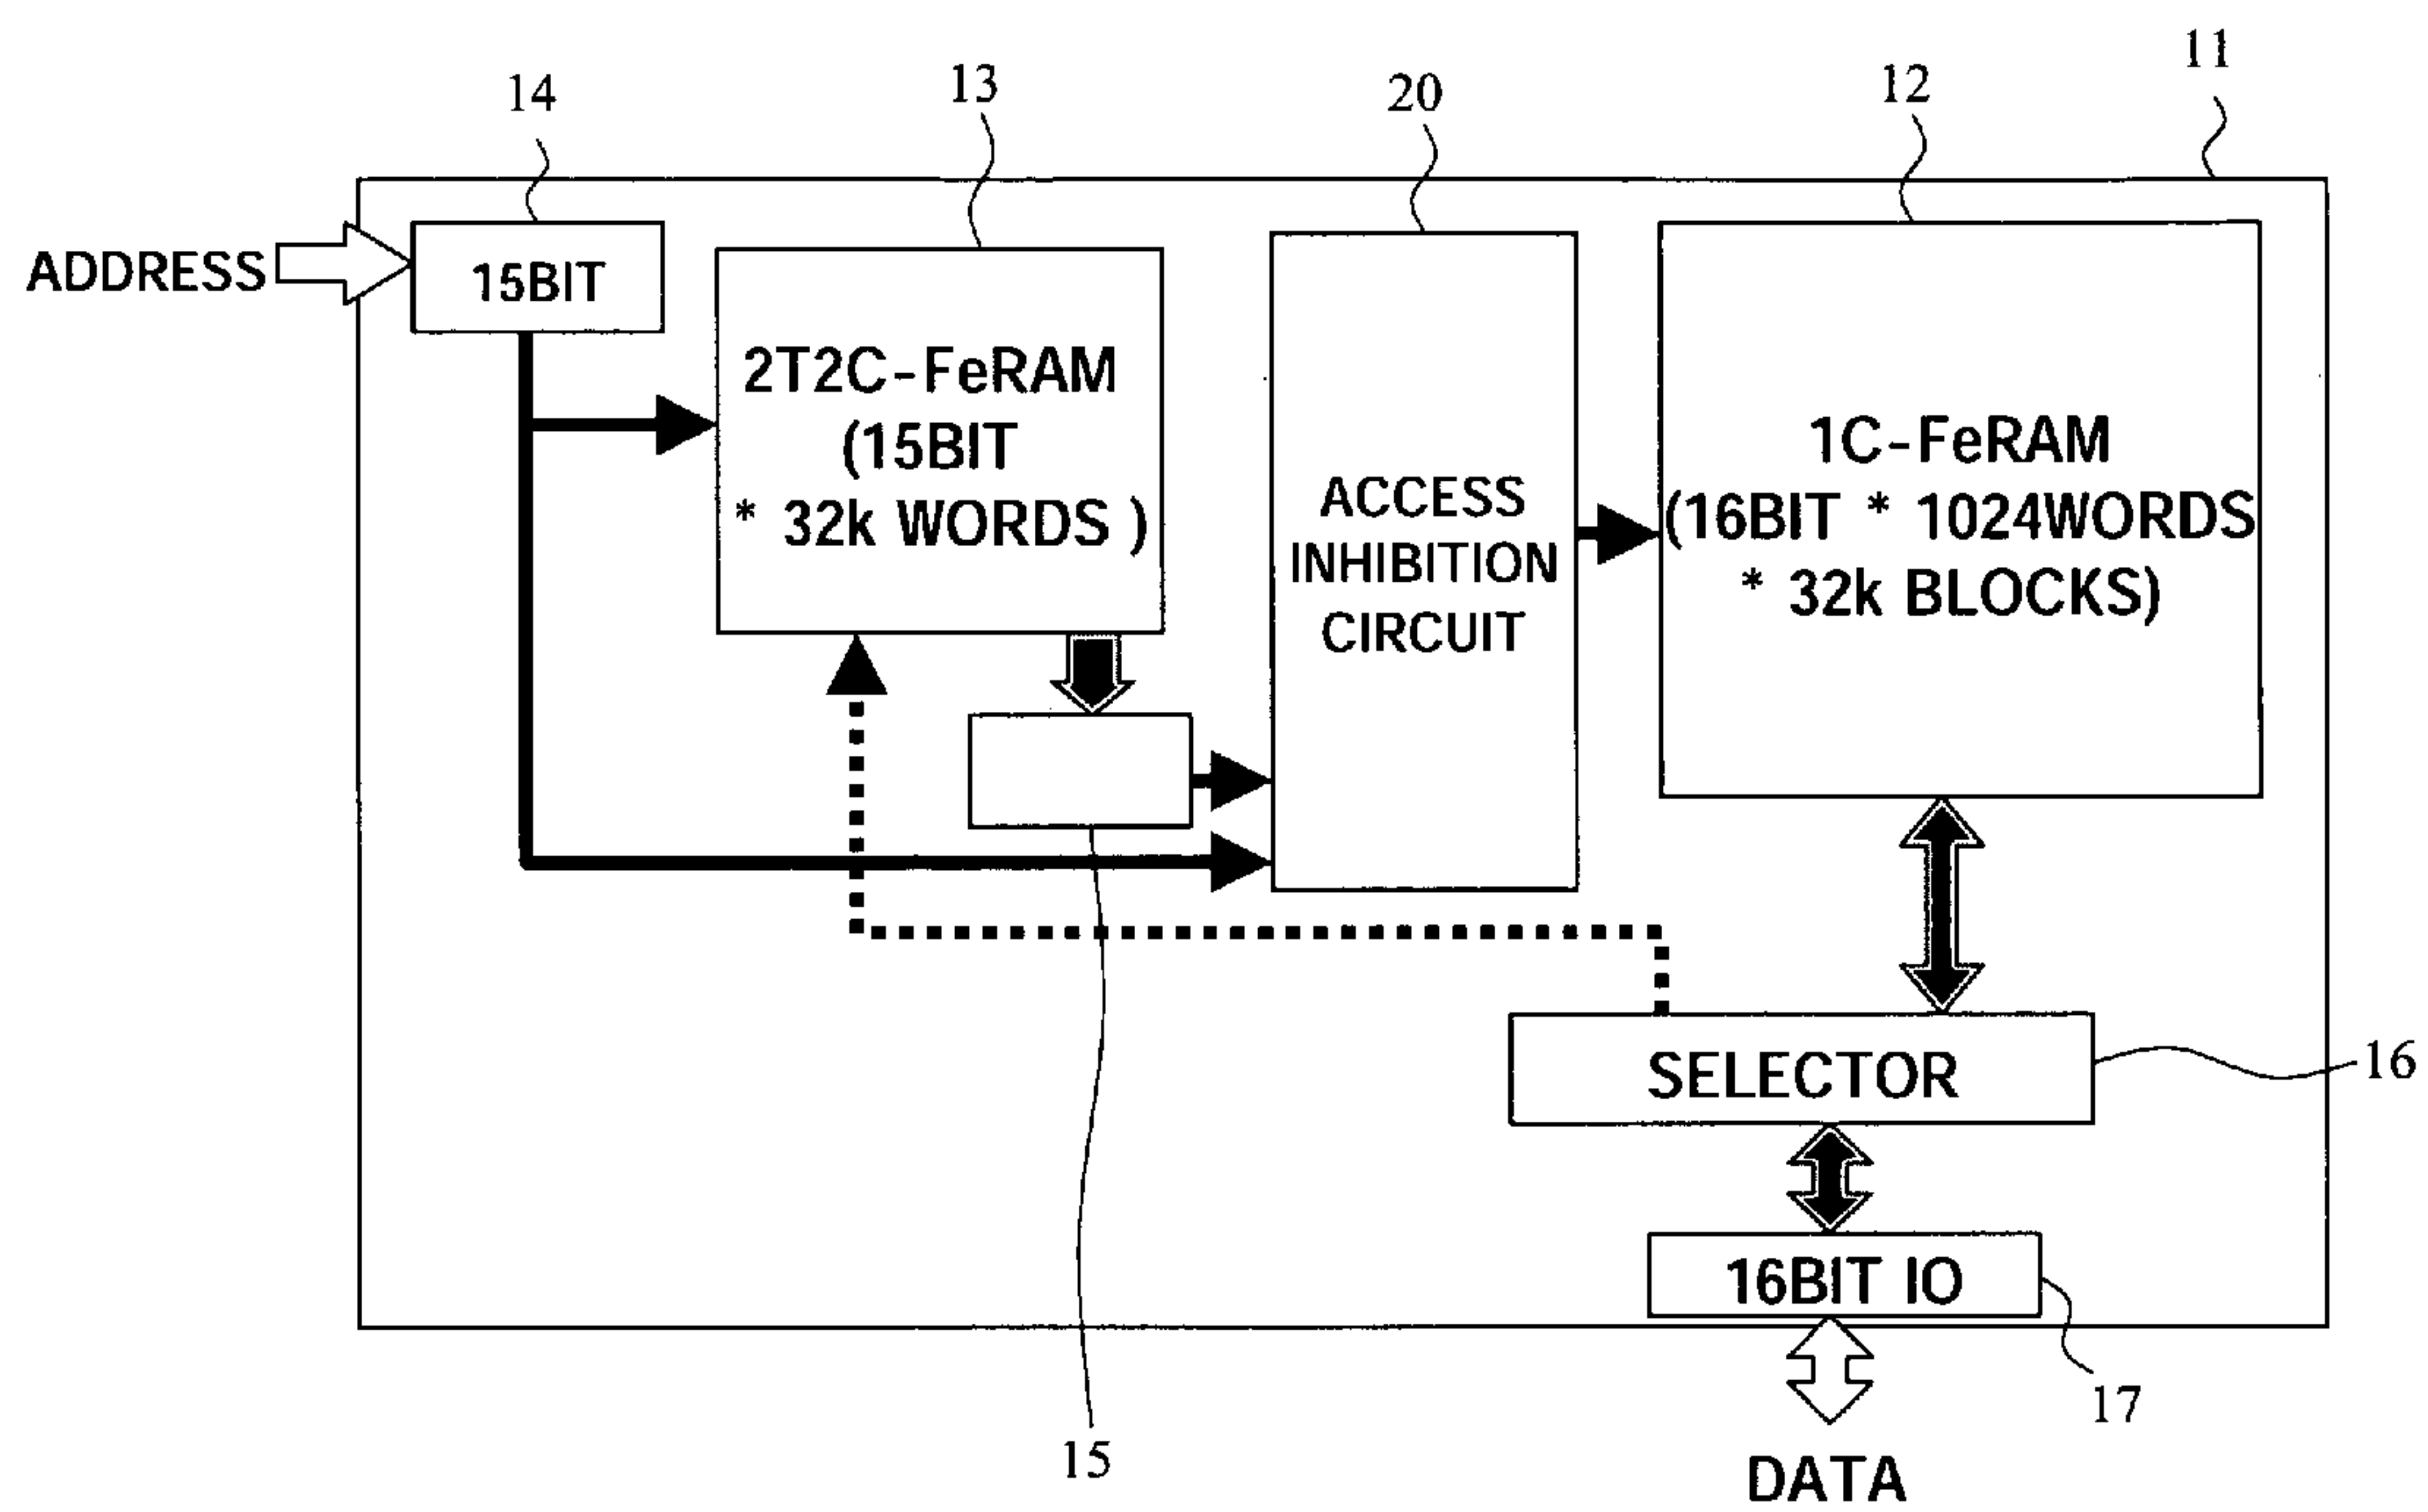 11
14
13
20
12
ADDRESS
15BIT
2T2C-FeRAM
(15BIT
* 32k WORDS )
ACCESS
INHIBITION
CIRCUIT
1C-FeRAM
(16BIT * 1024WORDS
* 32k BLOCKS)
SELECTOR
16
16BIT IO
17
15
DATA